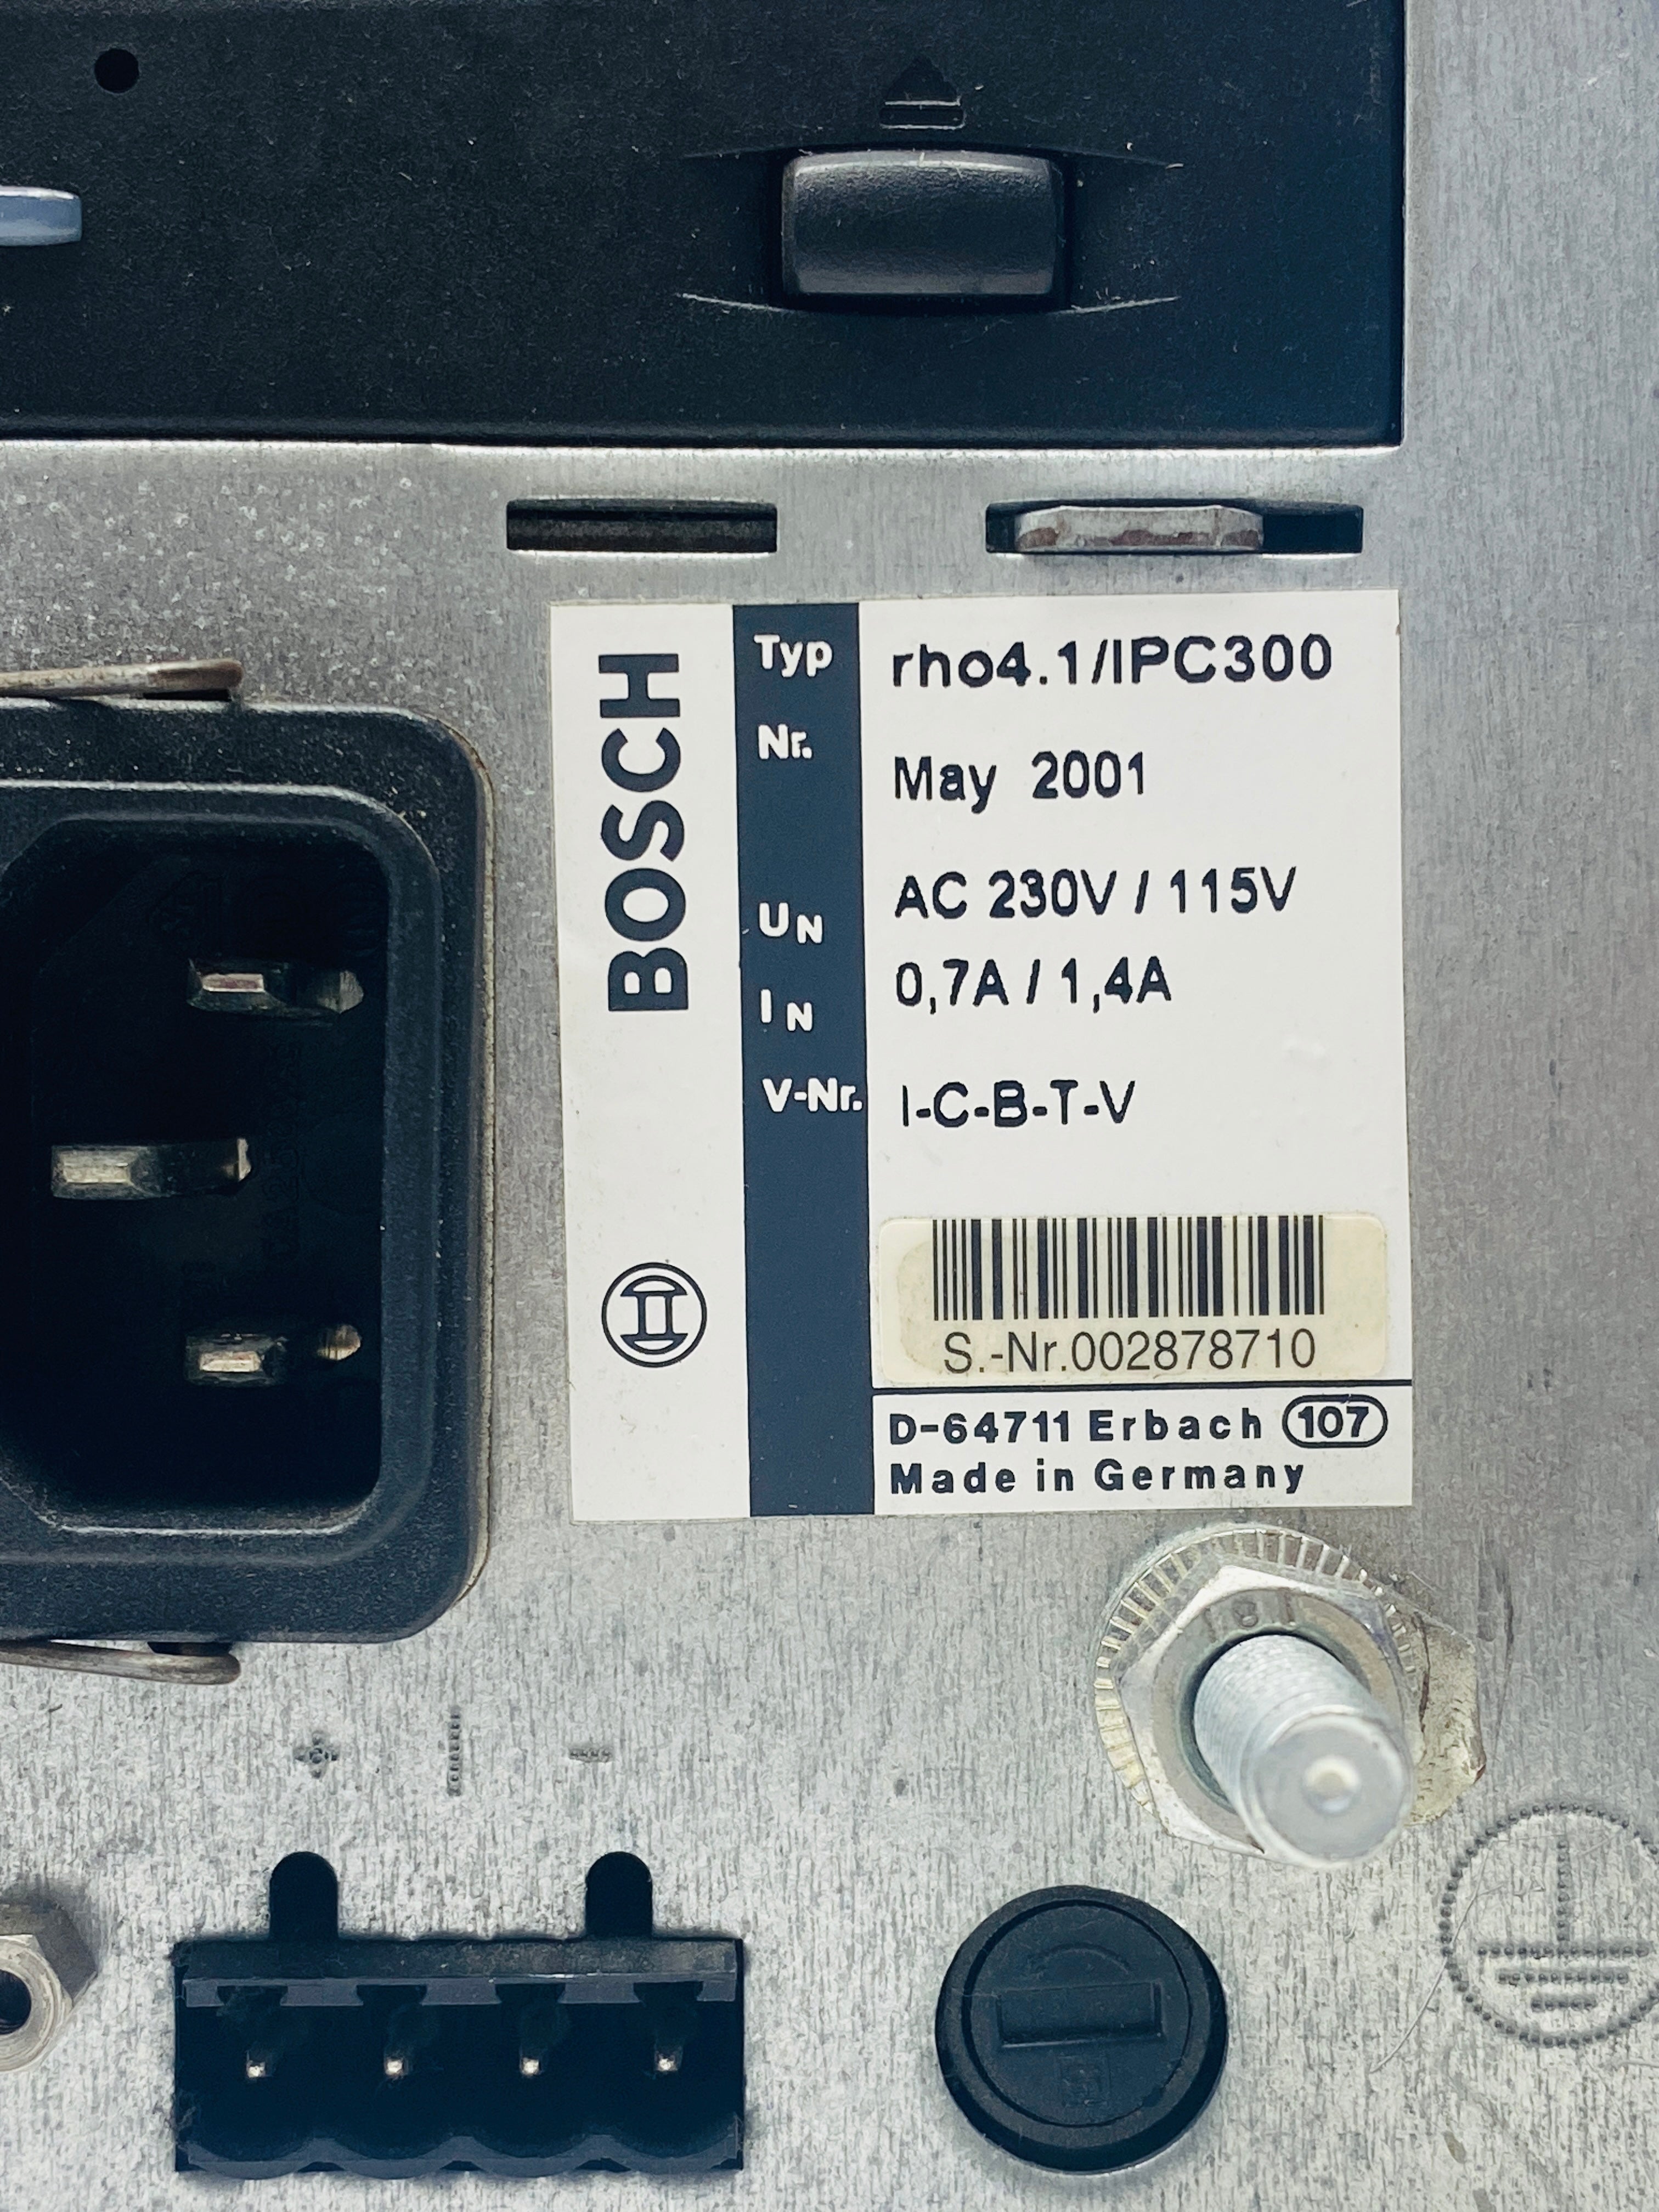 BOSCH
Typ rho4.1/IPC300
Nr. May 2001
UN AC 230V / 115V
IN 0,7A / 1,4A
V-Nr. I-C-B-T-V
S.-Nr.002878710
D-64711 Erbach 107
Made in Germany
+ | -